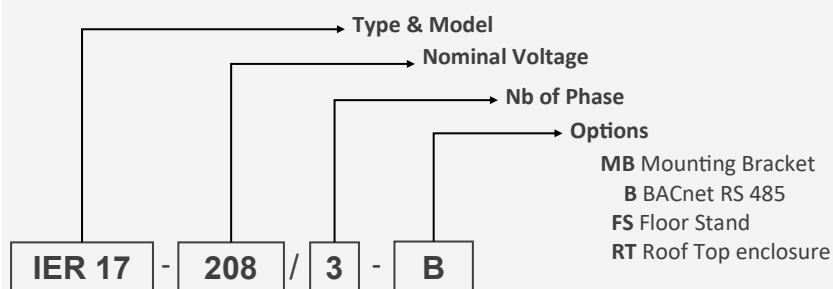 Type & Model
Nominal Voltage
Nb of Phase
Options
MB Mounting Bracket
B BACnet RS 485
FS Floor Stand
RT Roof Top enclosure
IER 17 - 208 / 3 - B